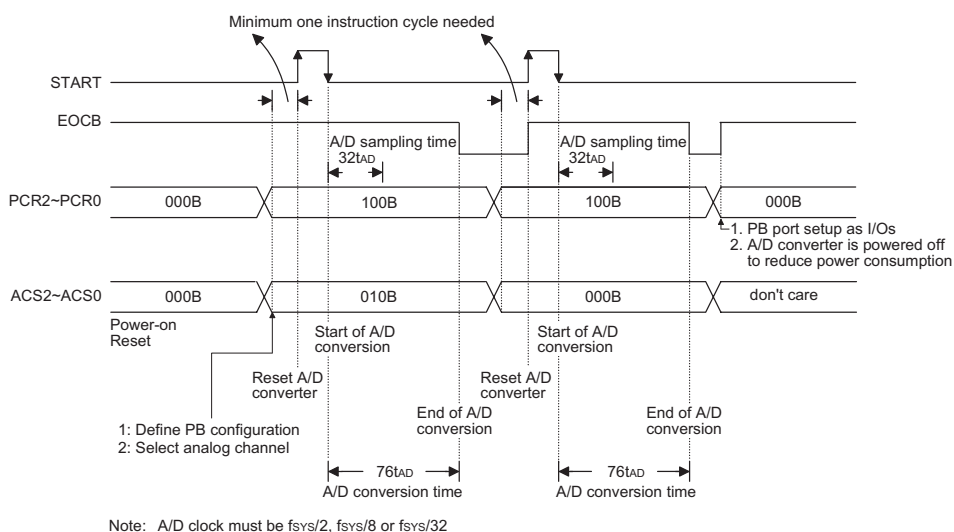 Minimum one instruction cycle needed
START
EOCB
A/D sampling time
32tAD
A/D sampling time
32tAD
PCR2~PCR0
000B
100B
100B
000B
1. PB port setup as I/Os
2. A/D converter is powered off
to reduce power consumption
ACS2~ACS0
000B
010B
000B
don't care
Power-on
Reset
Start of A/D
conversion
Start of A/D
conversion
Reset A/D
converter
Reset A/D
converter
End of A/D
conversion
End of A/D
conversion
1: Define PB configuration
2: Select analog channel
76tAD
A/D conversion time
76tAD
A/D conversion time
Note: A/D clock must be fSYS/2, fSYS/8 or fSYS/32